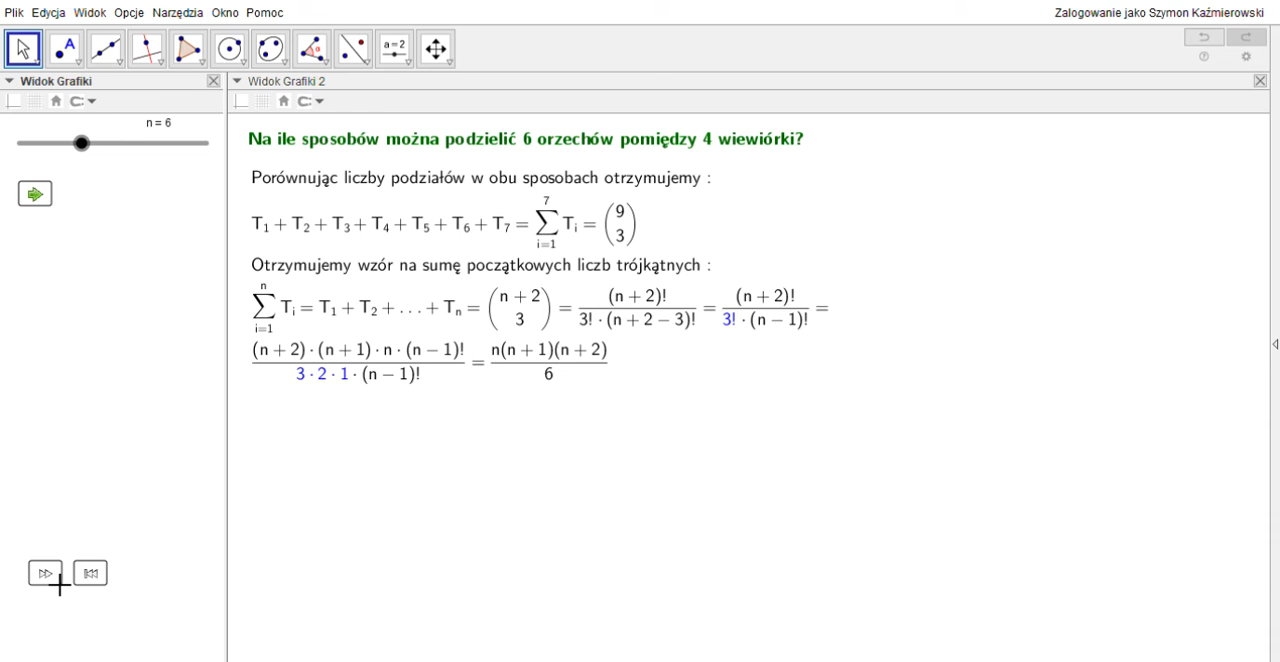 Plik Edycja Widok Opcje Narzędzia Okno Pomoc Zalogowanie jako Szymon Kaźmierowski
A a=2
Widok Grafiki
Widok Grafiki 2
n = 6
Na ile sposobów można podzielić 6 orzechów pomiędzy 4 wiewiórki?
Porównując liczby podziałów w obu sposobach otrzymujemy :
T₁ + T₂ + T₃ + T₄ + T₅ + T₆ + T₇ = ∑_{i=1}^{7} Tᵢ = (9 3)
Otrzymujemy wzór na sumę początkowych liczb trójkątnych :
∑_{i=1}^{n} Tᵢ = T₁ + T₂ + . . . + Tₙ = (n + 2 3) = (n + 2)! / 3! · (n + 2 − 3)! = (n + 2)! / 3! · (n − 1)! =
(n + 2) · (n + 1) · n · (n − 1)! / 3 · 2 · 1 · (n − 1)! = n(n + 1)(n + 2) / 6